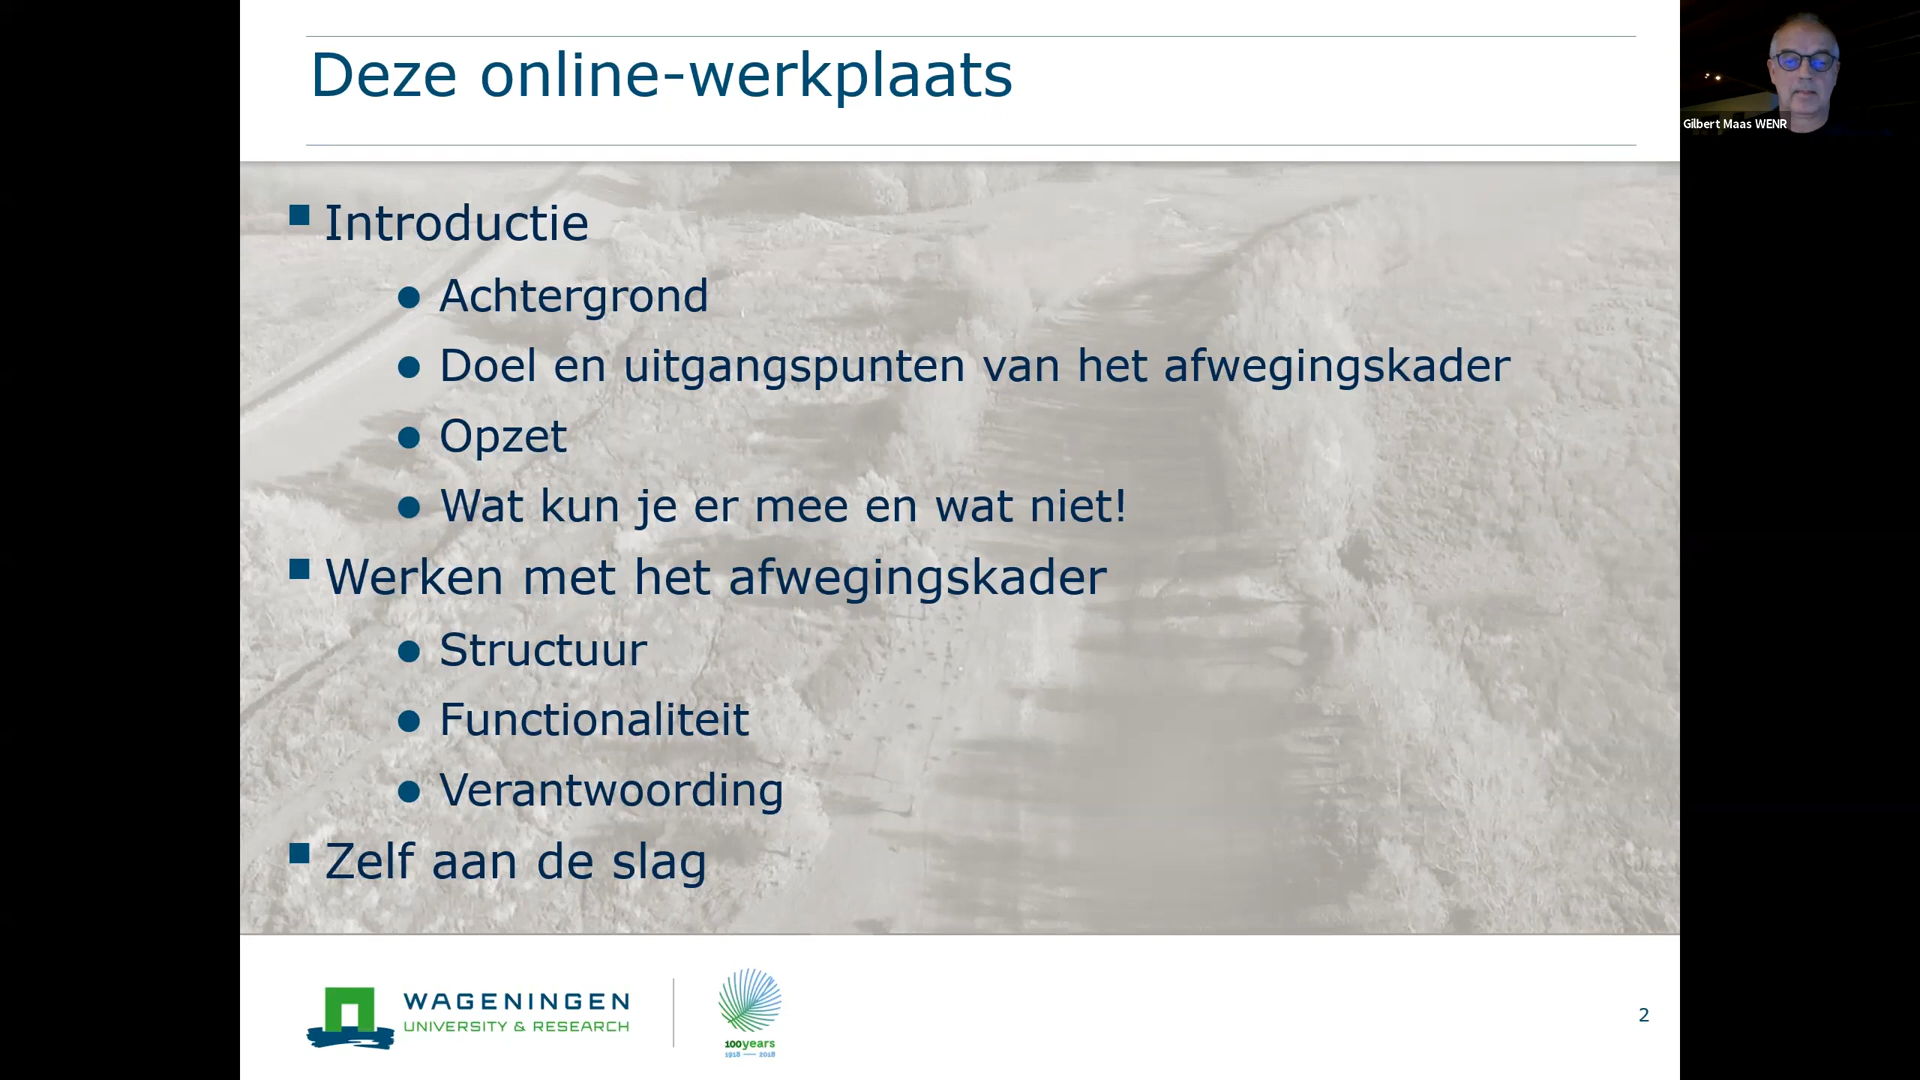 Deze online-werkplaats
Gilbert Maas WENR
Introductie
Achtergrond
Doel en uitgangspunten van het afwegingskader
Opzet
Wat kun je er mee en wat niet!
Werken met het afwegingskader
Structuur
Functionaliteit
Verantwoording
Zelf aan de slag
WAGENINGEN
UNIVERSITY & RESEARCH
100years
1918 — 2018
2